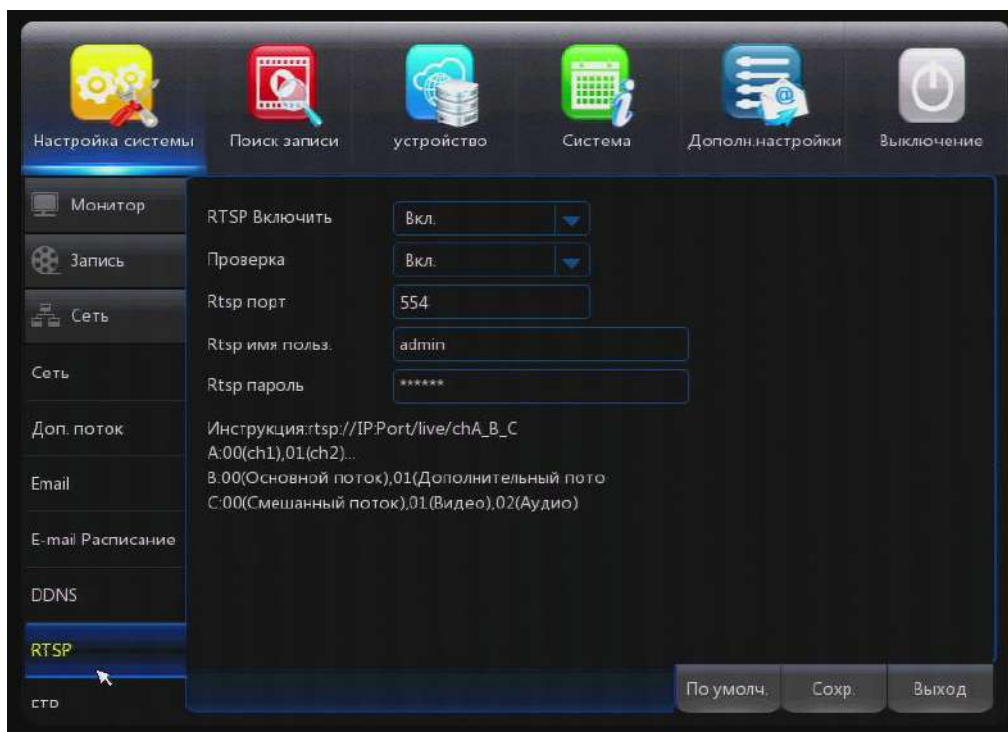 Настройка системы
Поиск записи
устройство
Система
Дополн.настройки
Выключение
Монитор
Запись
Сеть
Сеть
Доп. поток
Email
E-mail Расписание
DDNS
RTSP
FTP
RTSP Включить Вкл.
Проверка Вкл.
Rtsp порт 554
Rtsp имя польз. admin
Rtsp пароль ******
Инструкция:rtsp://IP:Port/live/chA_B_C
A:00(ch1),01(ch2)...
B:00(Основной поток),01(Дополнительный пото
C:00(Смешанный поток),01(Видео),02(Аудио)
По умолч.
Сохр.
Выход